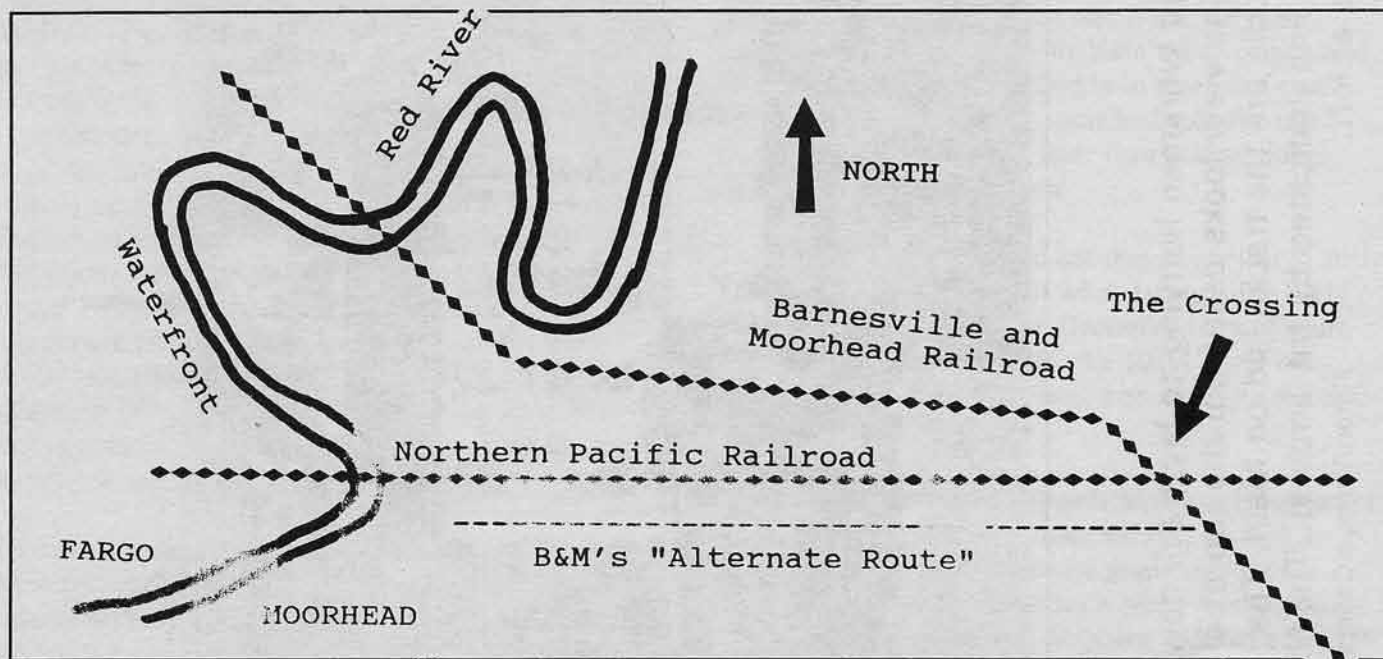 Red River
NORTH
Waterfront
The Crossing
Barnesville and
Moorhead Railroad
Northern Pacific Railroad
B&M's "Alternate Route"
FARGO
MOORHEAD